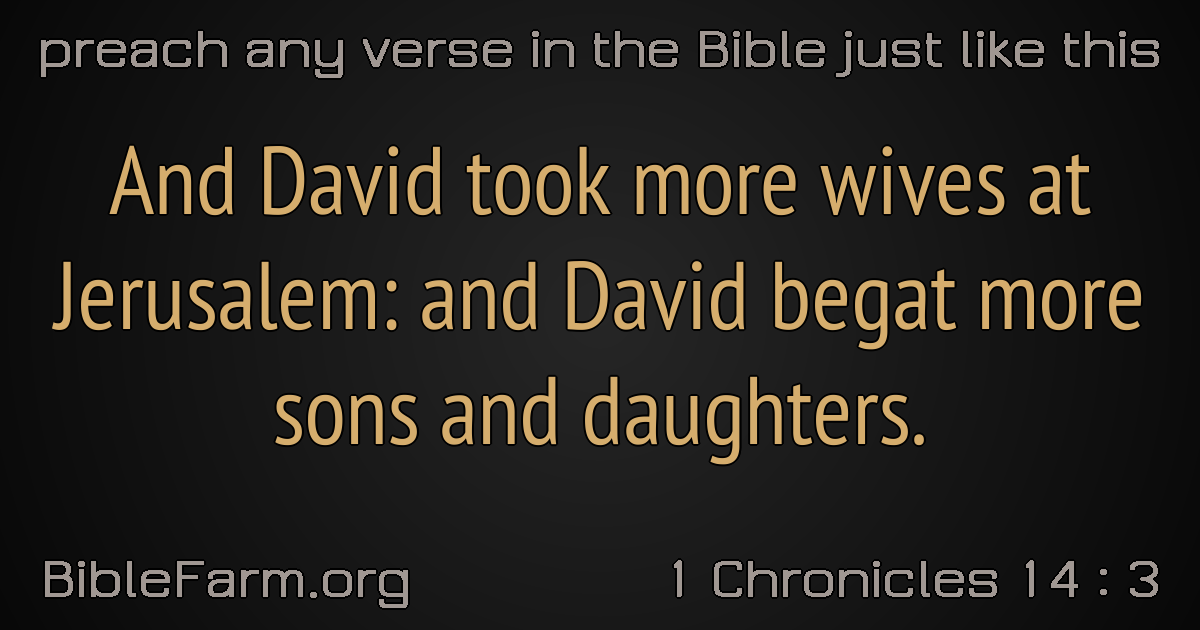 preach any verse in the Bible just like this
And David took more wives at
Jerusalem: and David begat more
sons and daughters.
BibleFarm.org
1 Chronicles 14 : 3